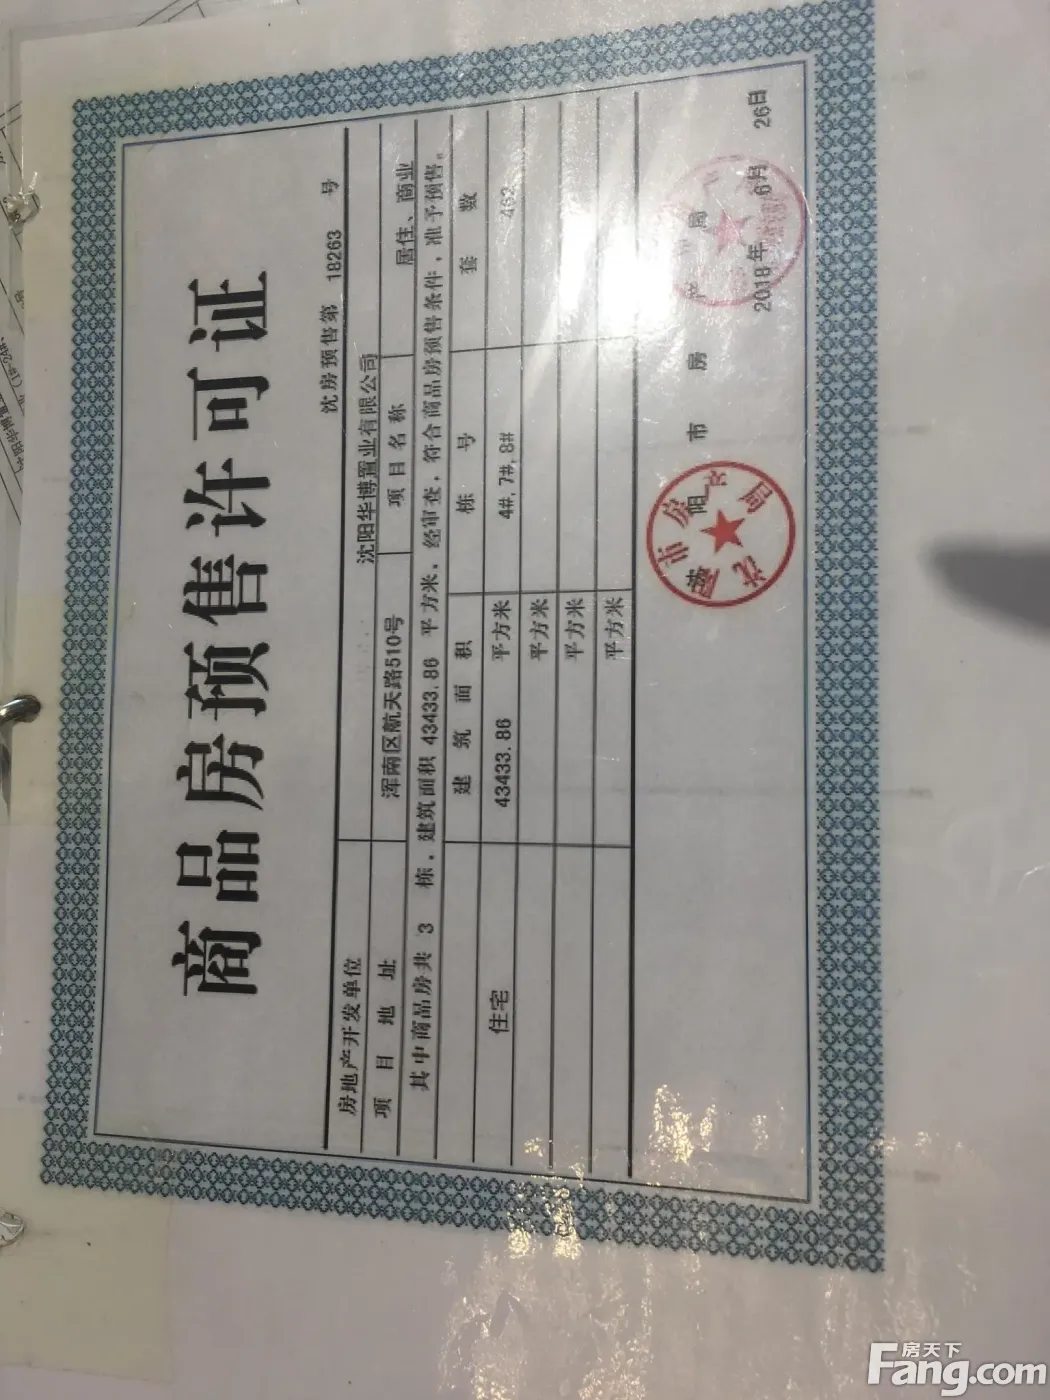 商品房预售许可证
沈房预售第 18263 号
房地产开发单位 沈阳华博置业有限公司
项目地址 浑南区航天路510号 项目名称 居住、商业
其中商品房共 3 栋，建筑面积 43433.86 平方米，经审查，符合商品房预售条件，准予预售。
建筑面积 栋号 套数
住宅 43433.86 平方米 4#,7#,8# 462
平方米
平方米
平方米
沈阳市房产局
2018年 6月 26日
房天下
Fang.com